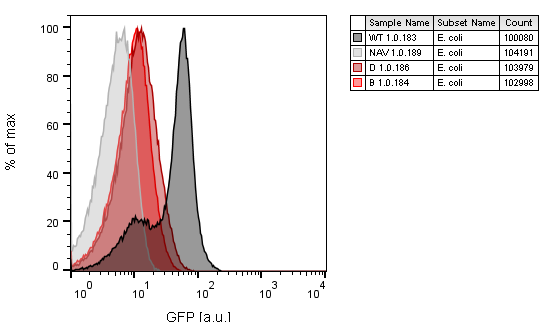 100
80
60
40
20
0
% of max
10^0 10^1 10^2 10^3 10^4
GFP [a.u.]
Sample Name Subset Name Count
WT 1.0.183 E. coli 100080
NAV 1.0.189 E. coli 104191
D 1.0.186 E. coli 103979
B 1.0.184 E. coli 102998